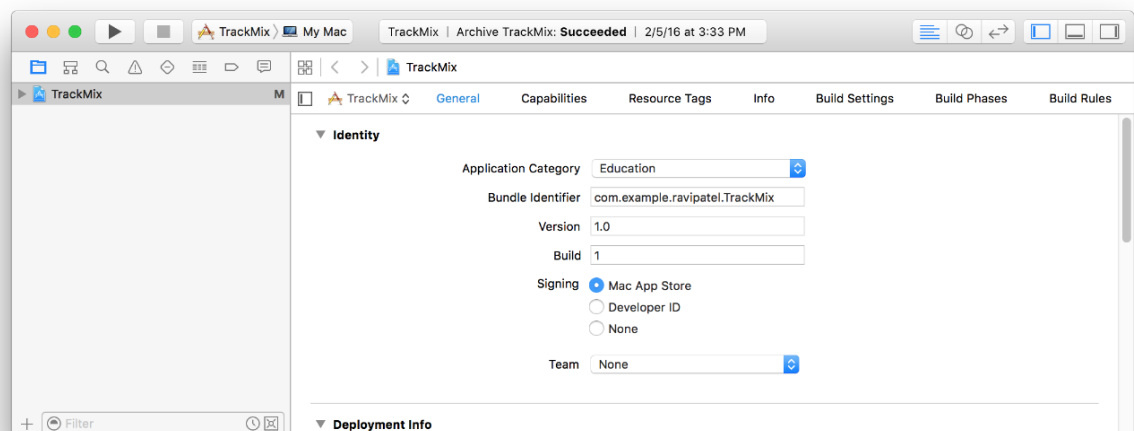 TrackMix My Mac TrackMix | Archive TrackMix: Succeeded | 2/5/16 at 3:33 PM
TrackMix
TrackMix M
TrackMix General Capabilities Resource Tags Info Build Settings Build Phases Build Rules
Identity
Application Category Education
Bundle Identifier com.example.ravipatel.TrackMix
Version 1.0
Build 1
Signing Mac App Store
Developer ID
None
Team None
Filter
Deployment Info